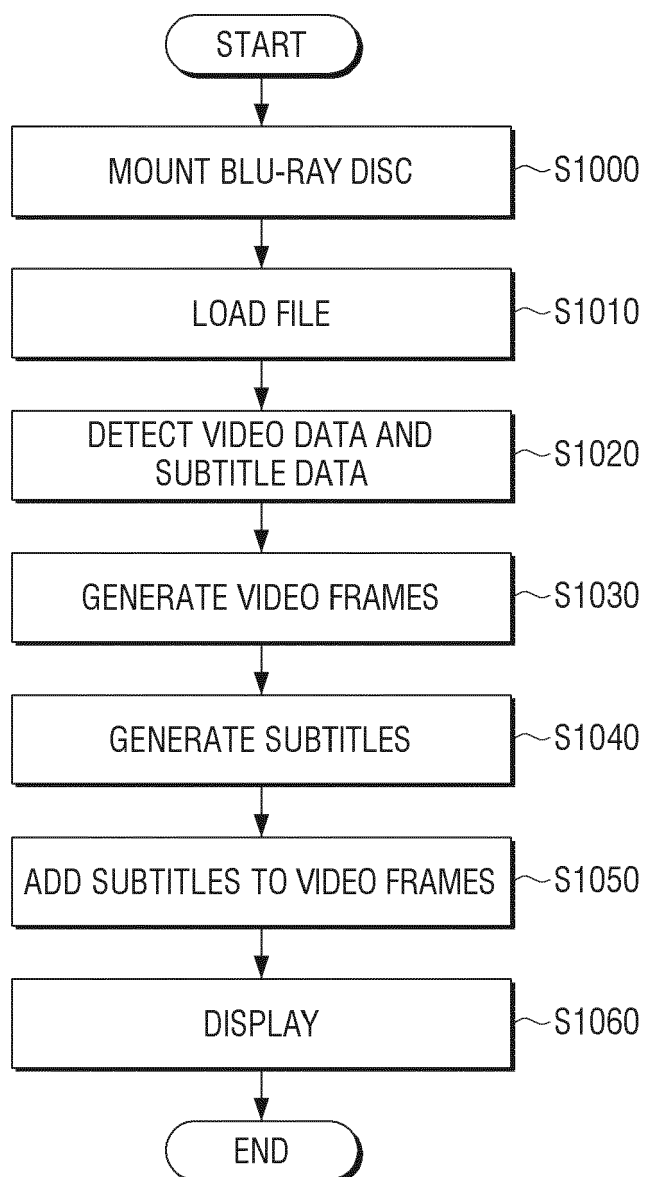 START
MOUNT BLU-RAY DISC
S1000
LOAD FILE
S1010
DETECT VIDEO DATA AND
SUBTITLE DATA
S1020
GENERATE VIDEO FRAMES
S1030
GENERATE SUBTITLES
S1040
ADD SUBTITLES TO VIDEO FRAMES
S1050
DISPLAY
S1060
END